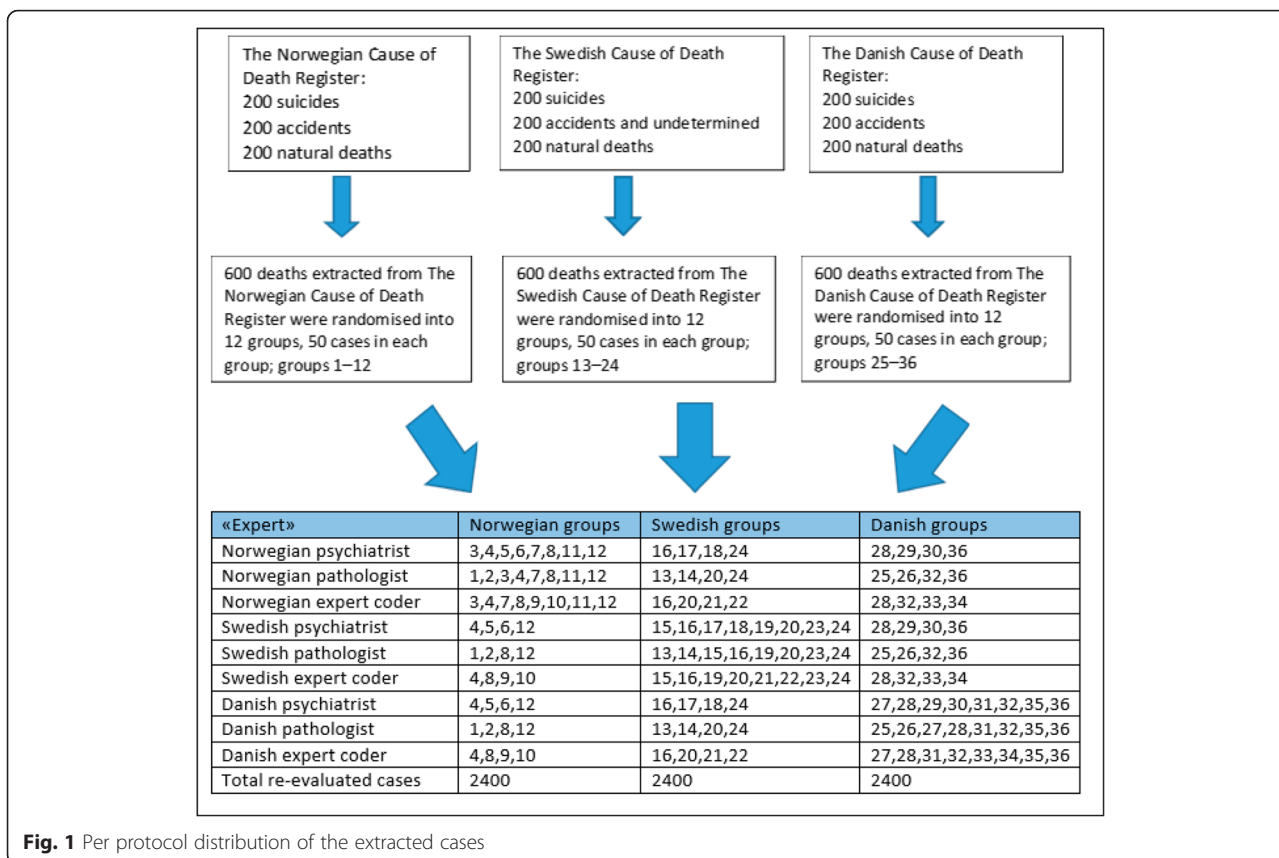 The Norwegian Cause of
Death Register:
200 suicides
200 accidents
200 natural deaths
The Swedish Cause of Death
Register:
200 suicides
200 accidents and undetermined
200 natural deaths
The Danish Cause of Death
Register:
200 suicides
200 accidents
200 natural deaths
600 deaths extracted from The
Norwegian Cause of Death
Register were randomised into
12 groups, 50 cases in each
group; groups 1–12
600 deaths extracted from The
Swedish Cause of Death Register
were randomised into 12
groups, 50 cases in each group;
groups 13–24
600 deaths extracted from The
Danish Cause of Death Register
were randomised into 12
groups, 50 cases in each group;
groups 25–36
«Expert» Norwegian groups Swedish groups Danish groups
Norwegian psychiatrist 3,4,5,6,7,8,11,12 16,17,18,24 28,29,30,36
Norwegian pathologist 1,2,3,4,7,8,11,12 13,14,20,24 25,26,32,36
Norwegian expert coder 3,4,7,8,9,10,11,12 16,20,21,22 28,32,33,34
Swedish psychiatrist 4,5,6,12 15,16,17,18,19,20,23,24 28,29,30,36
Swedish pathologist 1,2,8,12 13,14,15,16,19,20,23,24 25,26,32,36
Swedish expert coder 4,8,9,10 15,16,19,20,21,22,23,24 28,32,33,34
Danish psychiatrist 4,5,6,12 16,17,18,24 27,28,29,30,31,32,35,36
Danish pathologist 1,2,8,12 13,14,20,24 25,26,27,28,31,32,35,36
Danish expert coder 4,8,9,10 16,20,21,22 27,28,31,32,33,34,35,36
Total re-evaluated cases 2400 2400 2400
Fig. 1 Per protocol distribution of the extracted cases